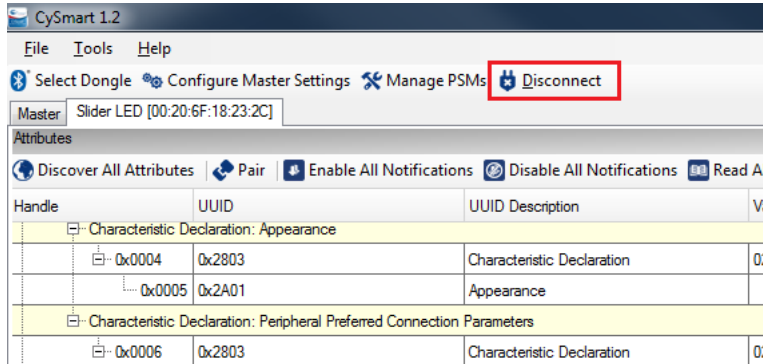 CySmart 1.2
File Tools Help
Select Dongle Configure Master Settings Manage PSMs Disconnect
Master Slider LED [00:20:6F:18:23:2C]
Attributes
Discover All Attributes Pair Enable All Notifications Disable All Notifications Read A
Handle UUID UUID Description
Characteristic Declaration: Appearance
0x0004 0x2803 Characteristic Declaration
0x0005 0x2A01 Appearance
Characteristic Declaration: Peripheral Preferred Connection Parameters
0x0006 0x2803 Characteristic Declaration